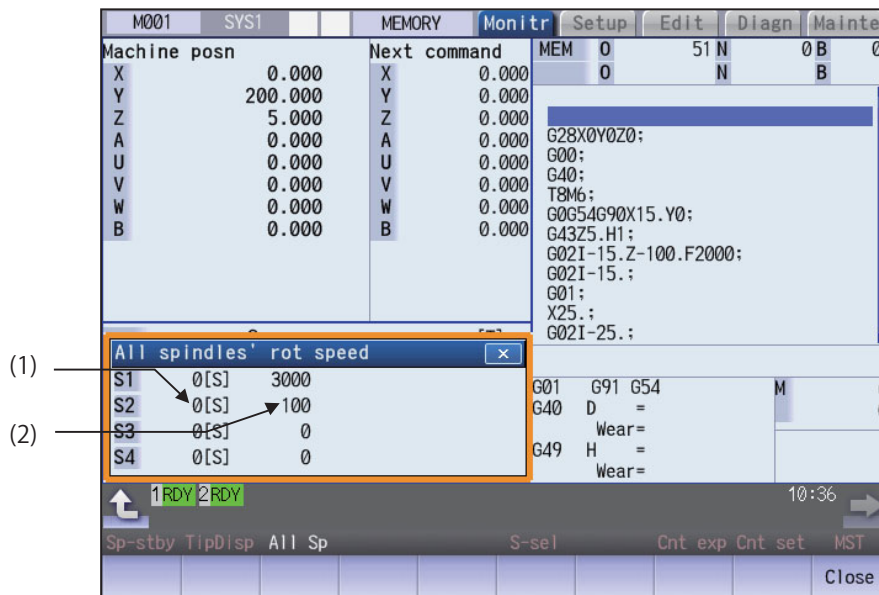 M001 SYS1 MEMORY Monitr Setup Edit Diagn Mainte
Machine posn
X 0.000
Y 200.000
Z 5.000
A 0.000
U 0.000
V 0.000
W 0.000
B 0.000
Next command
X 0.000
Y 0.000
Z 0.000
A 0.000
U 0.000
V 0.000
W 0.000
B 0.000
MEM O 51 N 0 B 0
O N B
G28X0Y0Z0;
G00;
G40;
T8M6;
G0G54G90X15.Y0;
G43Z5.H1;
G02I-15.Z-100.F2000;
G02I-15.;
G01;
X25.;
G02I-25.;
(1)
(2)
All spindles' rot speed ×
S1 0[S] 3000
S2 0[S] 100
S3 0[S] 0
S4 0[S] 0
G01 G91 G54
G40 D =
Wear=
G49 H =
Wear=
M
1RDY 2RDY 10:36
Sp-stby TipDisp All Sp S-sel Cnt exp Cnt set MST
Close